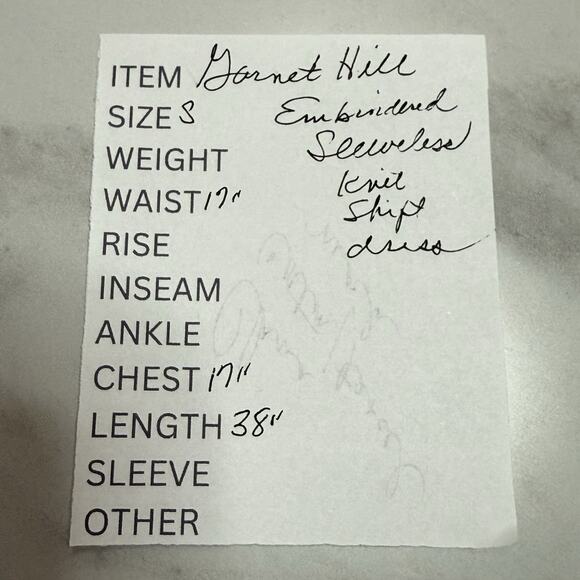 ITEM Garnet Hill
SIZE S Embroidered
Sleeveless
WEIGHT
Knit
WAIST 17"
Shift
RISE dress
INSEAM
ANKLE
CHEST 17"
LENGTH 38"
SLEEVE
OTHER